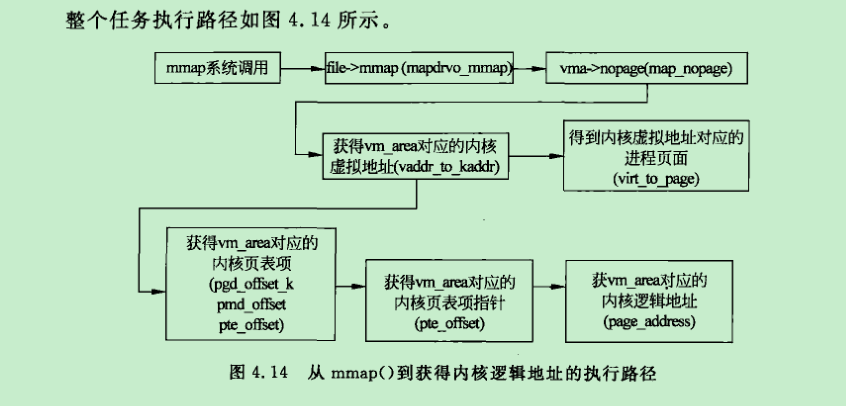 整个任务执行路径如图 4.14 所示。
mmap系统调用
file->mmap (mapdrvo_mmap)
vma->nopage(map_nopage)
获得vm_area对应的内核
虚拟地址(vaddr_to_kaddr)
得到内核虚拟地址对应的
进程页面
(virt_to_page)
获得vm_area对应的
内核页表项
(pgd_offset_k
pmd_offset
pte_offset)
获得vm_area对应的
内核页表项指针
(pte_offset)
获vm_area对应的
内核逻辑地址
(page_address)
图 4.14 从 mmap()到获得内核逻辑地址的执行路径